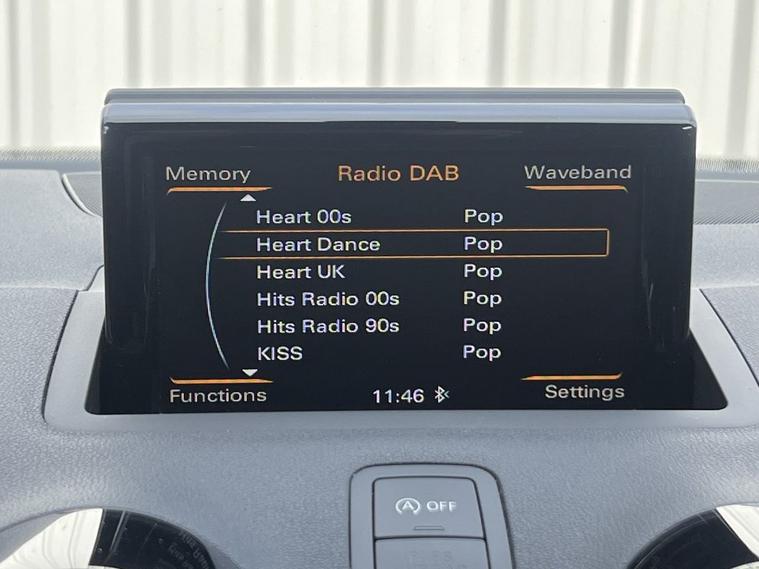 Memory Radio DAB Waveband
Heart 00s Pop
Heart Dance Pop
Heart UK Pop
Hits Radio 00s Pop
Hits Radio 90s Pop
KISS Pop
Functions 11:46 Settings
A OFF